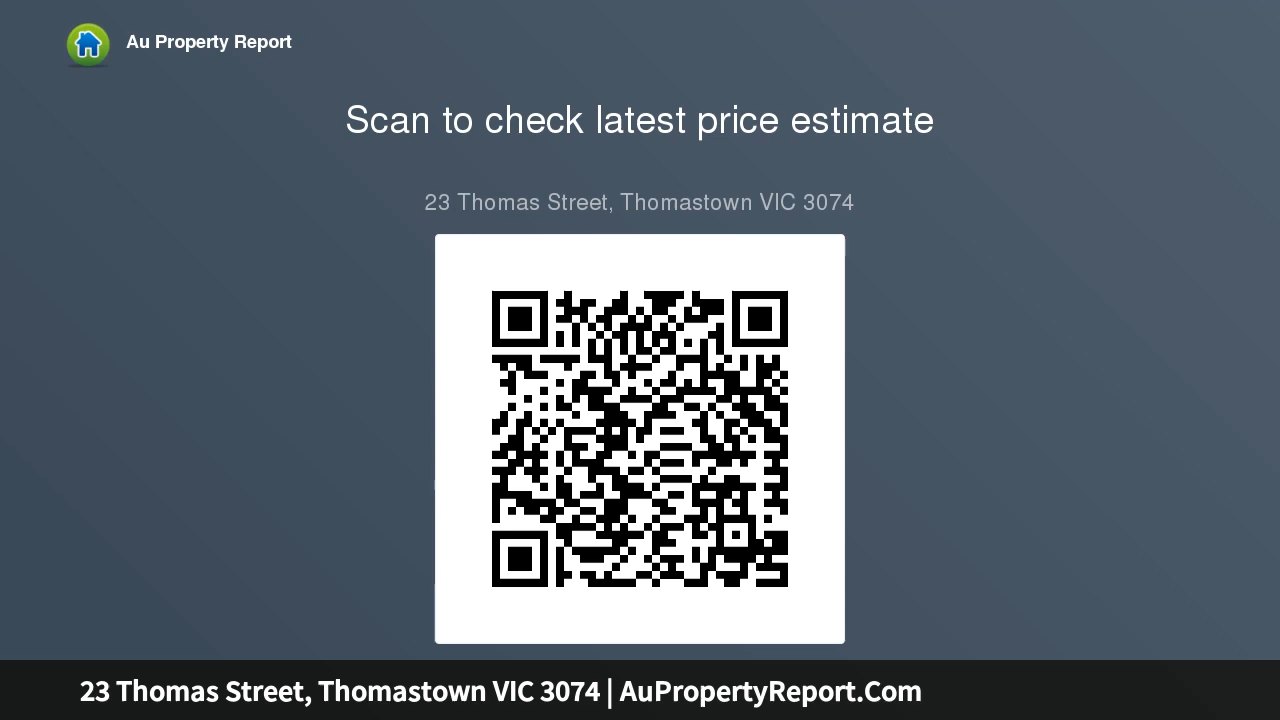 Au Property Report
Scan to check latest price estimate
23 Thomas Street, Thomastown VIC 3074
23 Thomas Street, Thomastown VIC 3074 | AuPropertyReport.Com